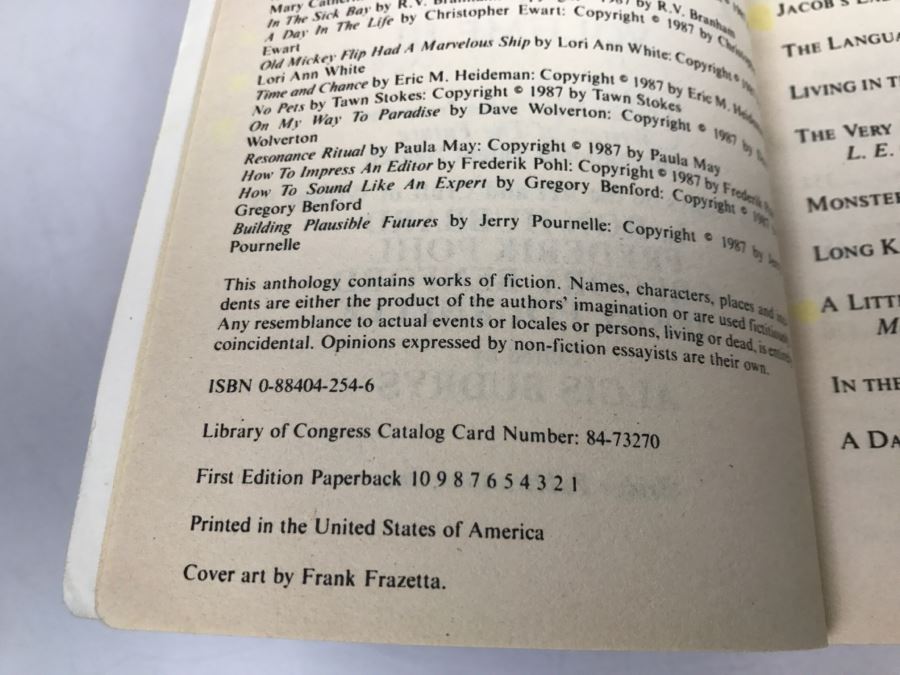 Mary
In The Sick Bay by R.V. Branham: Copyright © 1987 by R.V. Branham
A Day In The Life by Christopher Ewart: Copyright © 1987 by
Ewart
Old Mickey Flip Had A Marvelous Ship by Lori Ann White: Copyright © 1987
Lori Ann White
Time and Chance by Eric M. Heideman: Copyright © 1987 by Eric M.
No Pets by Tawn Stokes: Copyright © 1987 by Tawn Stokes
On My Way To Paradise by Dave Wolverton: Copyright © 1987 by
Wolverton
Resonance Ritual by Paula May: Copyright © 1987 by Paula May
How To Impress An Editor by Frederik Pohl: Copyright © 1987 by Frederik
How To Sound Like An Expert by Gregory Benford: Copyright © 1987
Gregory Benford
Building Plausible Futures by Jerry Pournelle: Copyright © 1987 by
Pournelle
This anthology contains works of fiction. Names, characters, places and
dents are either the product of the authors' imagination or are used
Any resemblance to actual events or locales or persons, living or dead, is
coincidental. Opinions expressed by non-fiction essayists are their own.
ISBN 0-88404-254-6
Library of Congress Catalog Card Number: 84-73270
First Edition Paperback 10 9 8 7 6 5 4 3 2 1
Printed in the United States of America
Cover art by Frank Frazetta.
JACOB'S
THE
LIVING IN
THE VERY
L. E.
LONG
A
IN THE
A